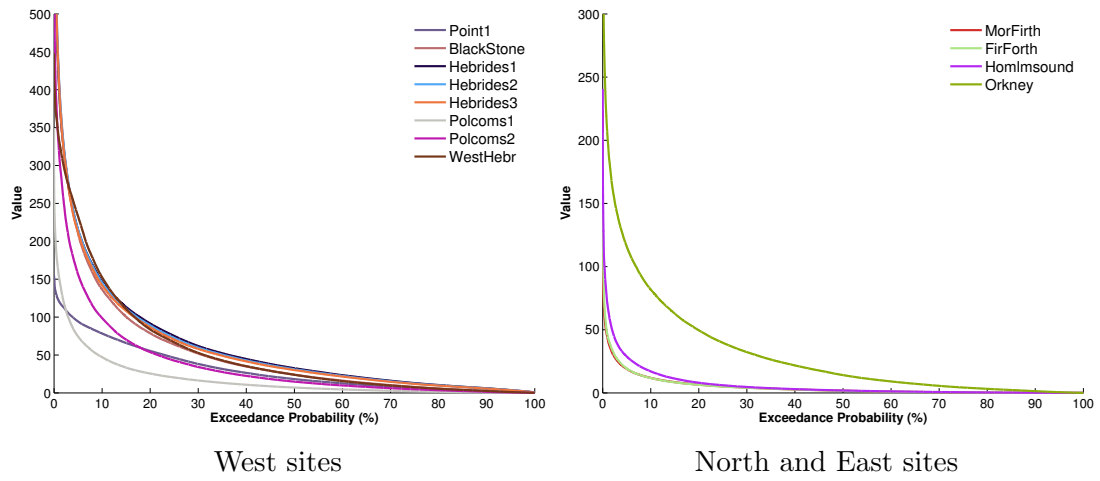 500
450
400
350
300
250
200
150
100
50
0
Value
0 10 20 30 40 50 60 70 80 90 100
Exceedance Probability (%)
Point1
BlackStone
Hebrides1
Hebrides2
Hebrides3
Polcoms1
Polcoms2
WestHebr
West sites
300
250
200
150
100
50
0
Value
0 10 20 30 40 50 60 70 80 90 100
Exceedance Probability (%)
MorFirth
FirForth
Homlmsound
Orkney
North and East sites